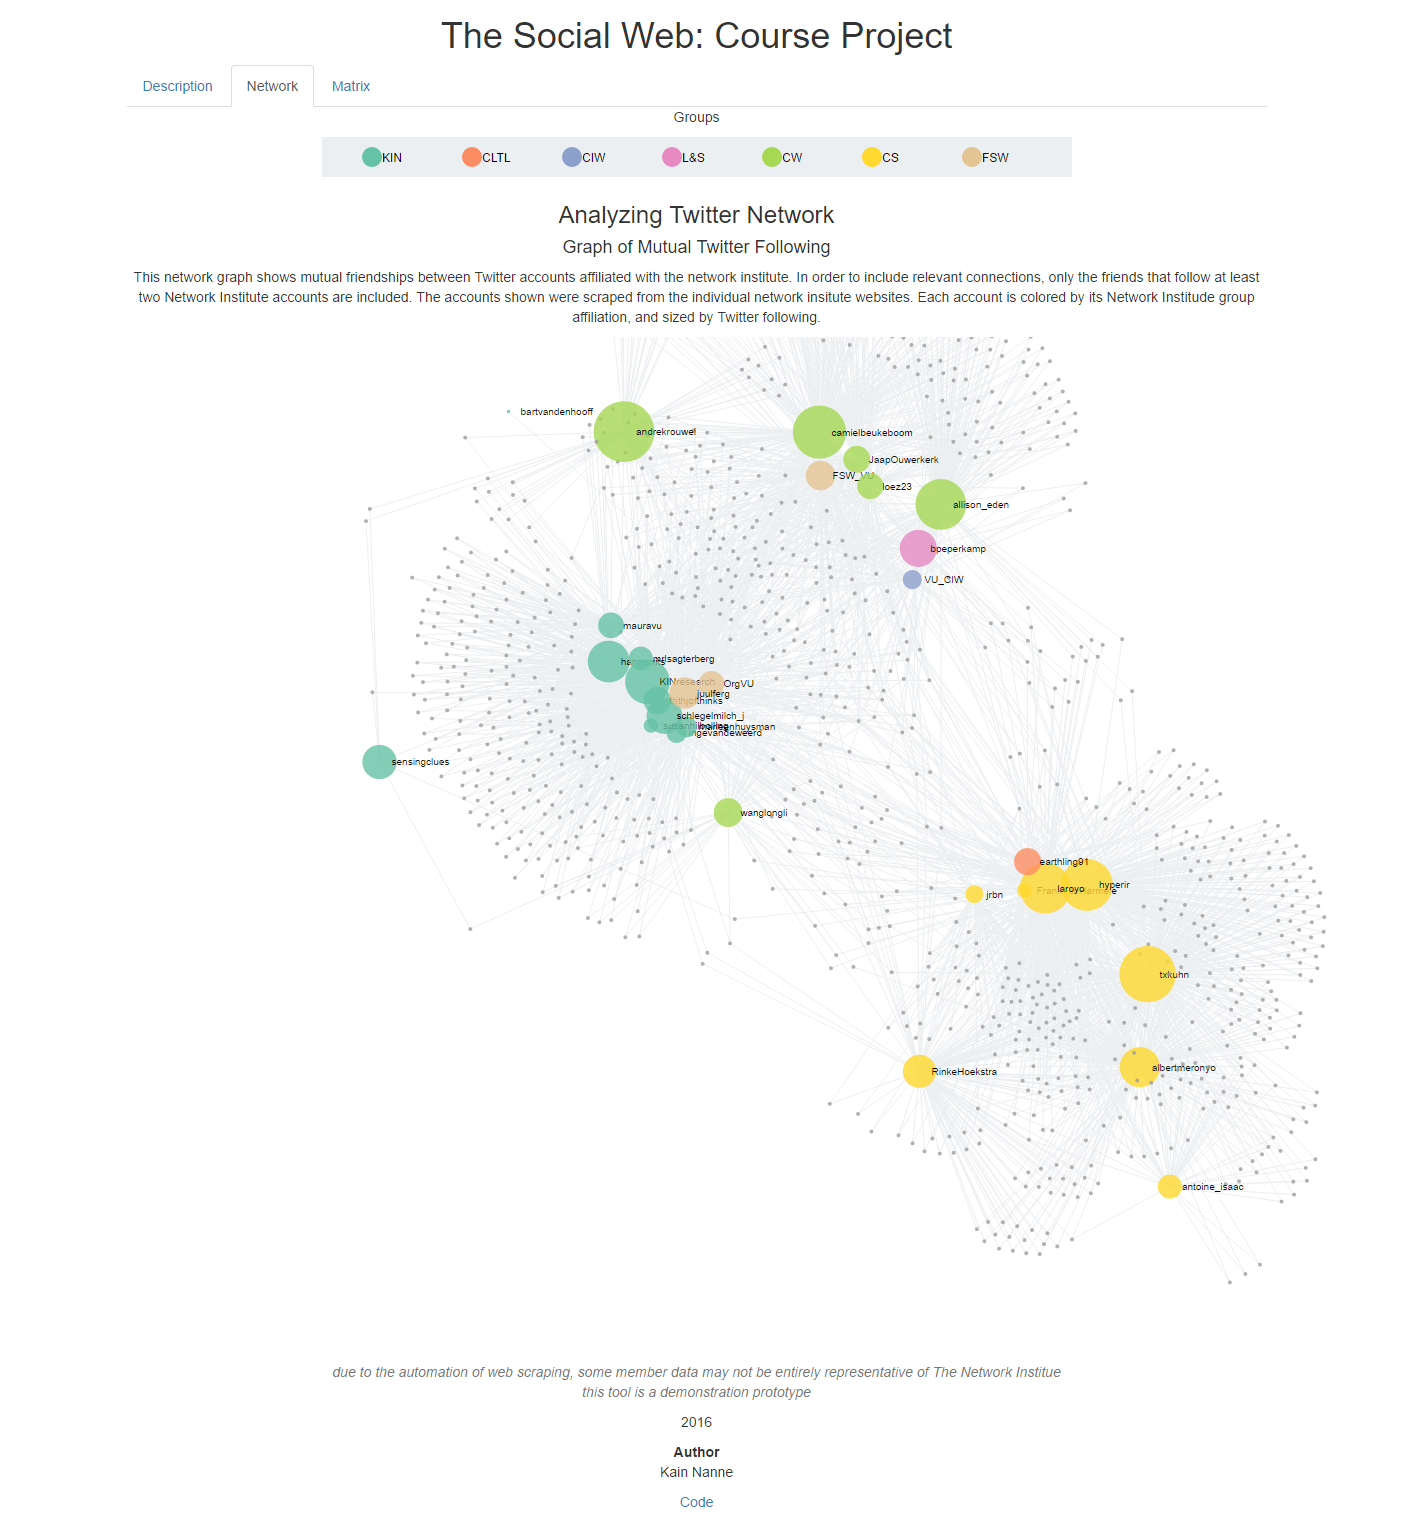 The Social Web: Course Project
Description
Network
Matrix
Groups
KIN
CLTL
CIW
L&S
CW
CS
FSW
Analyzing Twitter Network
Graph of Mutual Twitter Following
This network graph shows mutual friendships between Twitter accounts affiliated with the network institute. In order to include relevant connections, only the friends that follow at least
two Network Institute accounts are included. The accounts shown were scraped from the individual network insitute websites. Each account is colored by its Network Institude group
affiliation, and sized by Twitter following.
bartvandenhooff
andrekrouwel
camielbeukeboom
JaapOuwerkerk
FSW_VU
loez23
allison_eden
bpeperkamp
VU_CIW
mauravu
mrlsagterberg
KINresearch
OrgVU
juulferg
schlegelmilch_j
marleenhuysman
ingevandeweerd
sensingclues
wanglongli
earthling91
hyperir
laroyo
jrbn
txkuhn
albertmeronyo
RinkeHoekstra
antoine_isaac
due to the automation of web scraping, some member data may not be entirely representative of The Network Institue
this tool is a demonstration prototype
2016
Author
Kain Nanne
Code